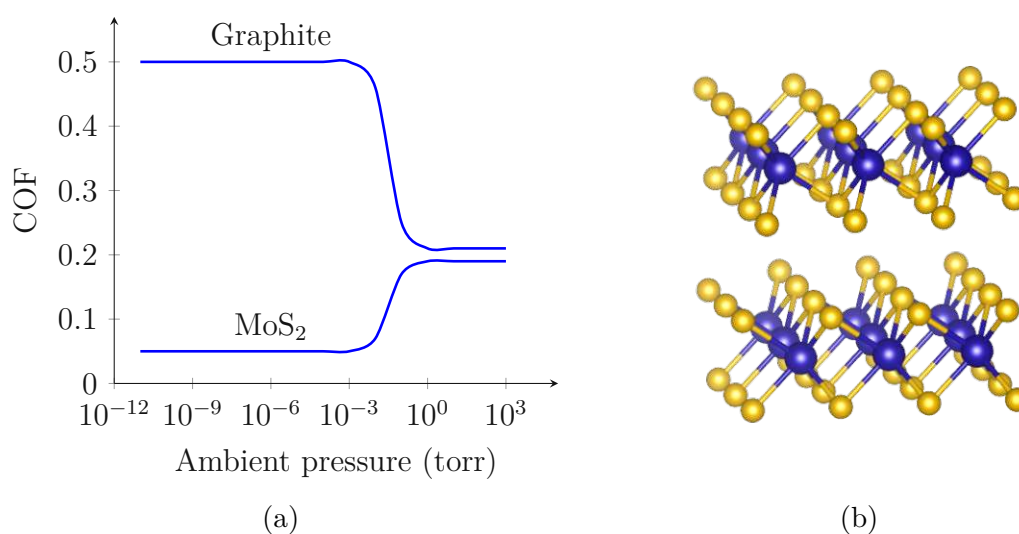 Graphite
0.5
0.4
0.3
0.2
0.1
0
COF
MoS₂
10⁻¹² 10⁻⁹ 10⁻⁶ 10⁻³ 10⁰ 10³
Ambient pressure (torr)
(a)
(b)